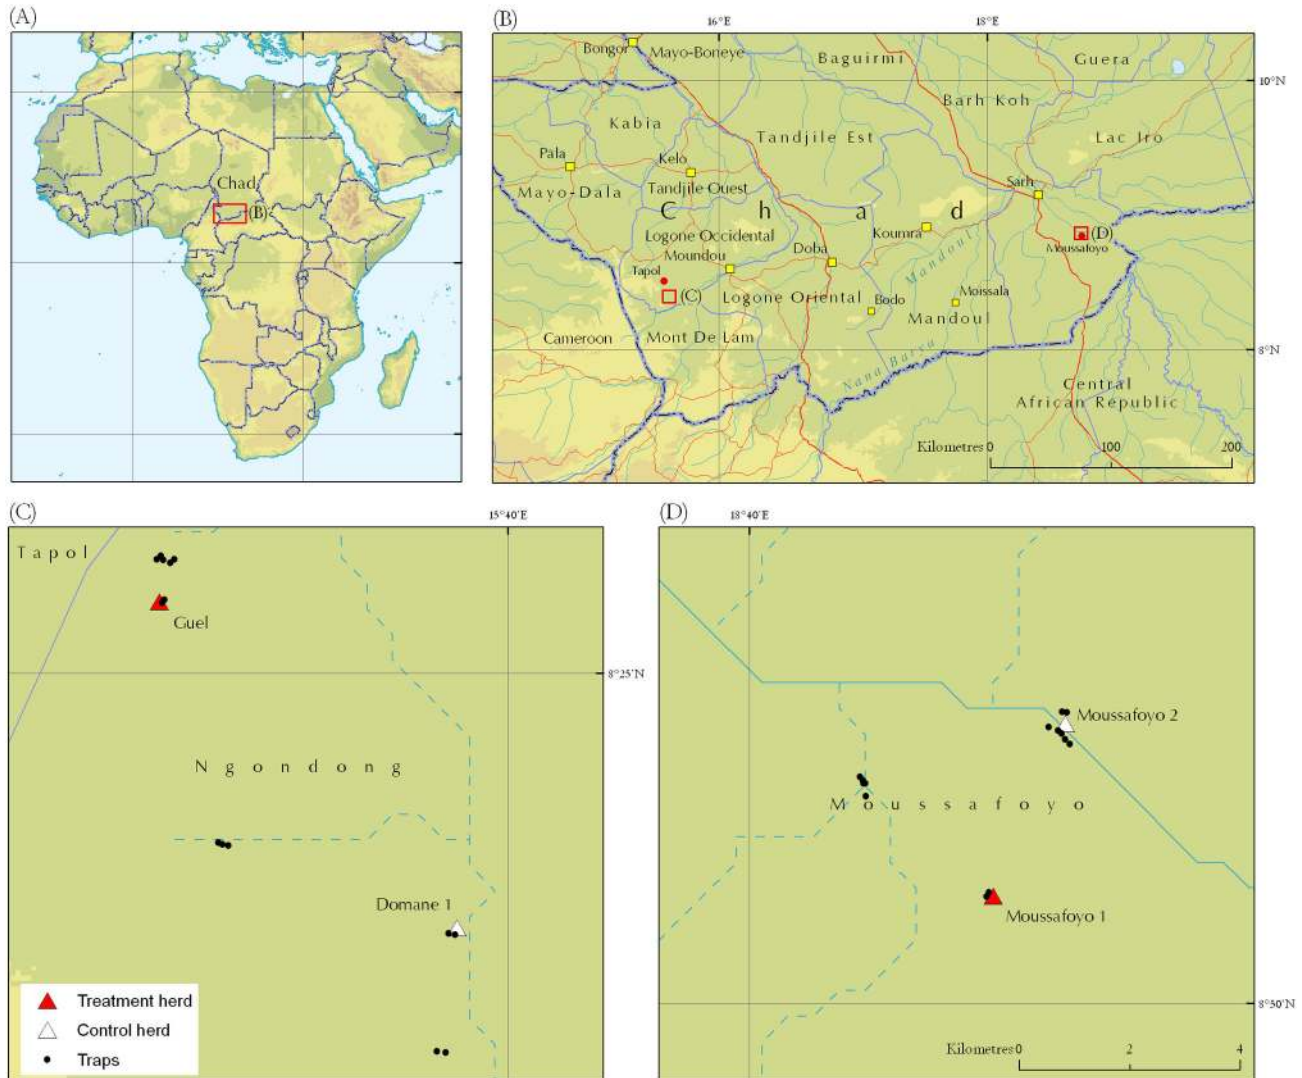 (A)
Chad
(B)
(B)
16°E
18°E
Bongor
Mayo-Boneye
Baguirmi
Guera
10°N
Barh Koh
Kabia
Tandjile Est
Lac Iro
Pala
Kelo
Mayo-Dala
Tandjile Ouest
Sarh
C h a d
Koumra
(D)
Moussafoyo
Logone Occidental
Moundou
Doba
Mandoul
Tapol
(C)
Logone Oriental
Bodo
Moissala
Mandoul
Cameroon
Mont De Lam
Nana Barya
8°N
Central
African Republic
Kilometres 0 100 200
(C)
15°40'E
Tapol
Guel
8°25'N
Ngondong
Domane 1
Treatment herd
Control herd
Traps
(D)
18°40'E
Moussafoyo 2
Moussafoyo
Moussafoyo 1
8°50'N
Kilometres 0 2 4